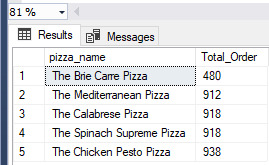 81 %
Results Messages
pizza_name Total_Order
1 The Brie Carre Pizza 480
2 The Mediterranean Pizza 912
3 The Calabrese Pizza 918
4 The Spinach Supreme Pizza 918
5 The Chicken Pesto Pizza 938